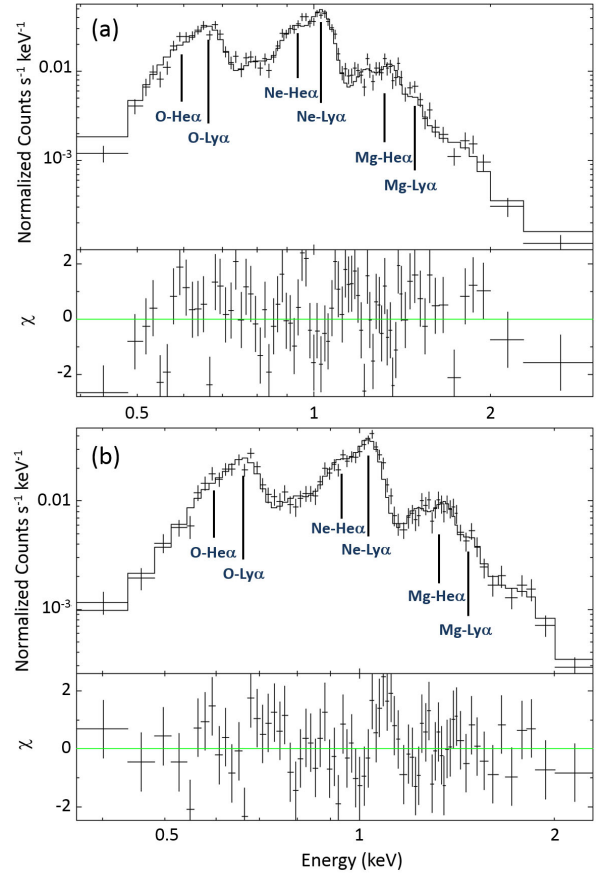 (a)
Normalized Counts s⁻¹ keV⁻¹
0.01
10⁻³
O-Heα
O-Lyα
Ne-Heα
Ne-Lyα
Mg-Heα
Mg-Lyα
χ
2
0
-2
0.5
1
2
(b)
Normalized Counts s⁻¹ keV⁻¹
0.01
10⁻³
O-Heα
O-Lyα
Ne-Heα
Ne-Lyα
Mg-Heα
Mg-Lyα
χ
2
0
-2
0.5
1
2
Energy (keV)